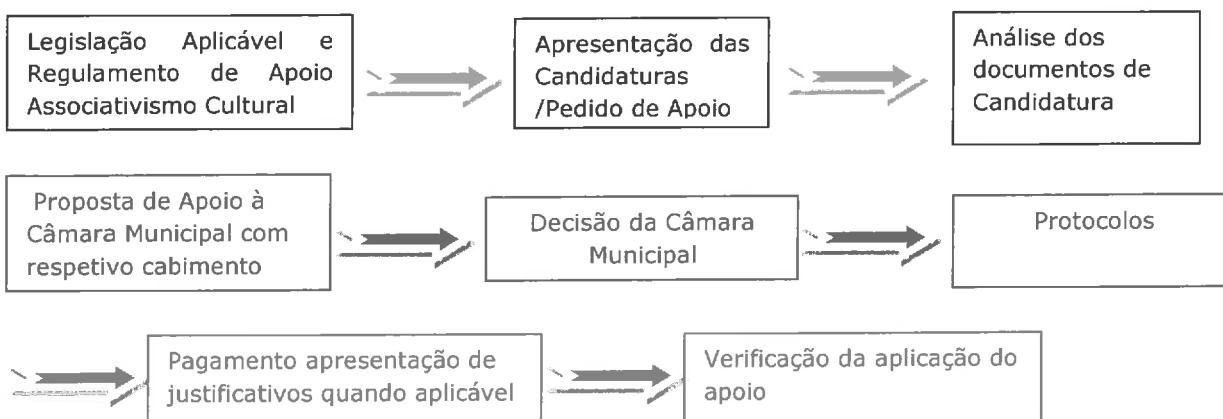 Legislação Aplicável e
Regulamento de Apoio
Associativismo Cultural
Apresentação das
Candidaturas
/Pedido de Apoio
Análise dos
documentos de
Candidatura
Proposta de Apoio à
Câmara Municipal com
respetivo cabimento
Decisão da Câmara
Municipal
Protocolos
Pagamento apresentação de
justificativos quando aplicável
Verificação da aplicação do
apoio